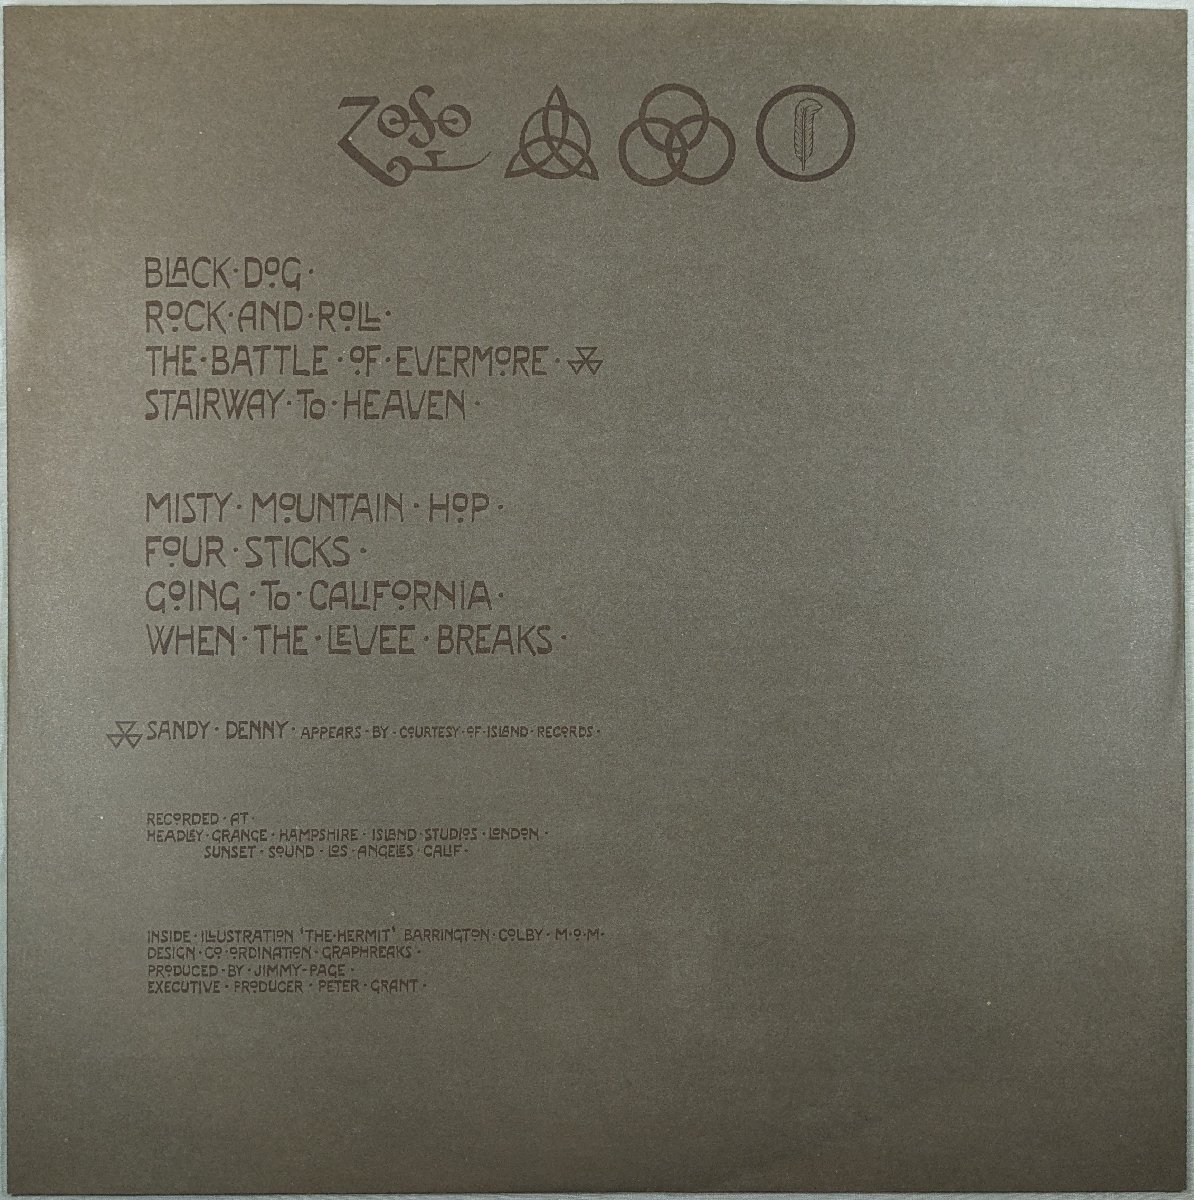 ZOSO
BLACK·DOG·
ROCK·AND·ROLL·
THE·BATTLE·OF·EVERMORE·
STAIRWAY·TO·HEAVEN·
MISTY·MOUNTAIN·HOP·
FOUR·STICKS·
GOING·TO·CALIFORNIA·
WHEN·THE·LEVEE·BREAKS·
SANDY·DENNY·APPEARS·BY·COURTESY·OF·ISLAND·RECORDS·
RECORDED·AT·
HEADLEY·GRANGE·HAMPSHIRE·ISLAND·STUDIOS·LONDON·
SUNSET·SOUND·LOS·ANGELES·CALIF·
INSIDE·ILLUSTRATION 'THE·HERMIT' BARRINGTON·COLBY·M·O·M·
DESIGN·CO-ORDINATION·GRAPHREAKS·
PRODUCED·BY·JIMMY·PAGE·
EXECUTIVE·PRODUCER·PETER·GRANT·